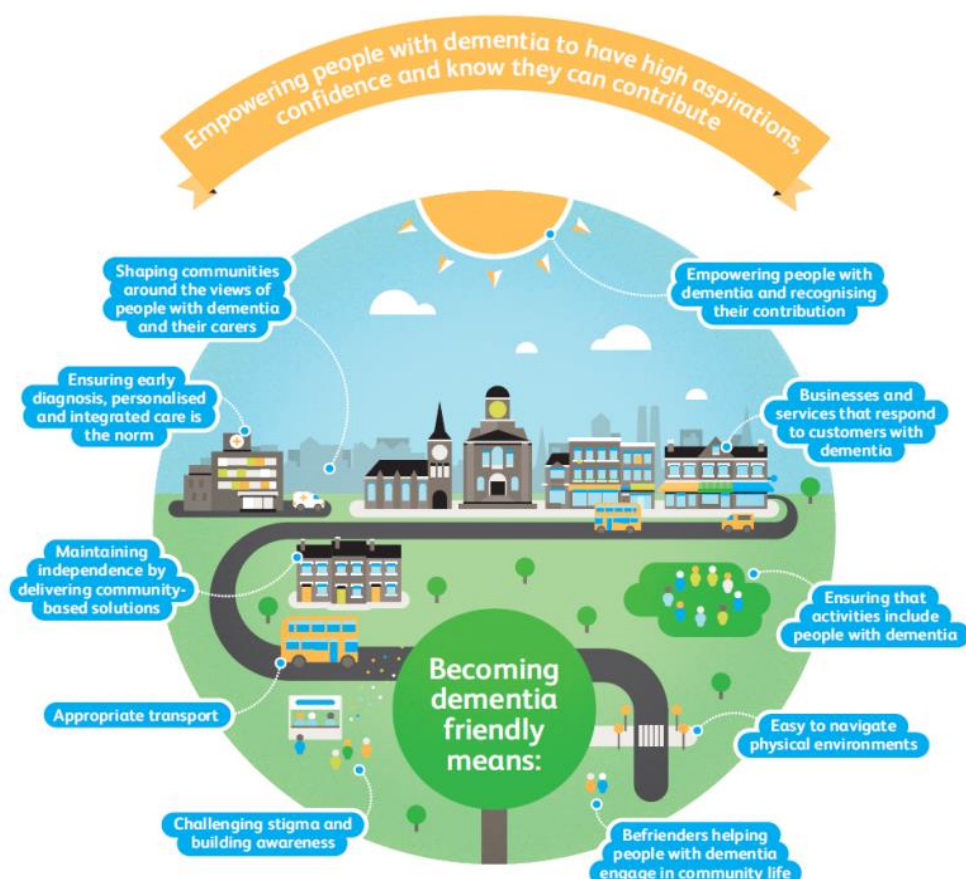 Empowering people with dementia to have high aspirations,
confidence and know they can contribute
Shaping communities
around the views of
people with dementia
and their carers
Empowering people with
dementia and recognising
their contribution
Ensuring early
diagnosis, personalised
and integrated care is
the norm
Businesses and
services that respond
to customers with
dementia
Maintaining
independence by
delivering community-
based solutions
Ensuring that
activities include
people with dementia
Becoming
dementia
friendly
means:
Appropriate transport
Easy to navigate
physical environments
Challenging stigma and
building awareness
Befrienders helping
people with dementia
engage in community life